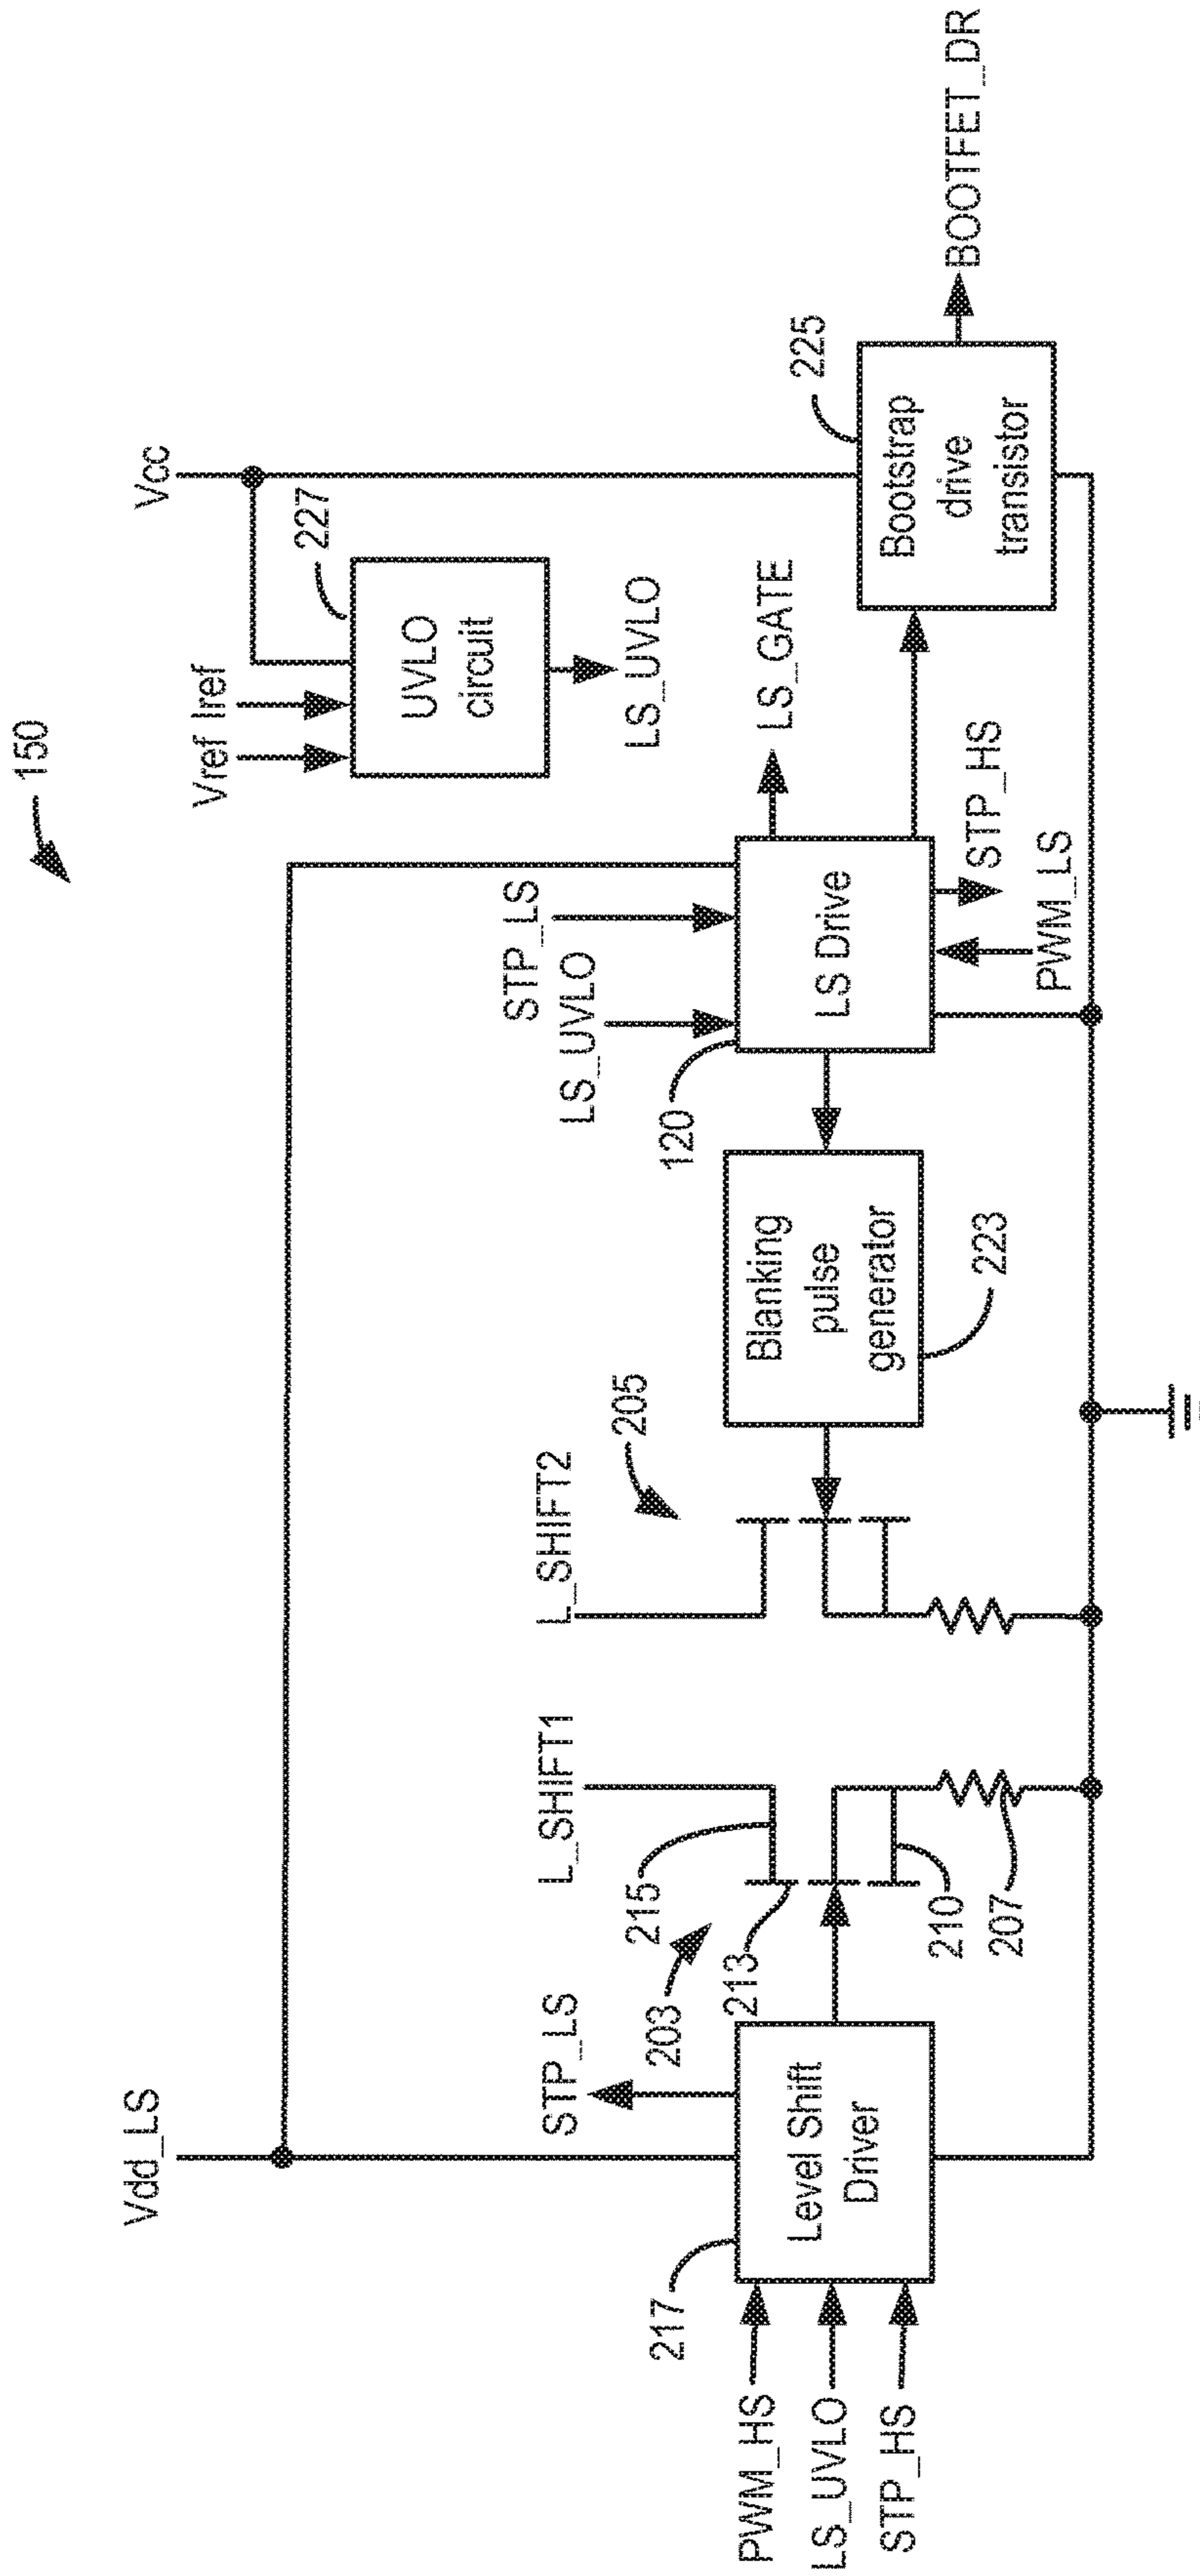 150
Vdd_LS
Vref
Iref
Vcc
227
UVLO
circuit
LS_UVLO
STP_LS
LS_UVLO
120
LS Drive
LS_GATE
STP_HS
PWM_LS
225
Bootstrap
drive
transistor
BOOTFET_DR
217
Level Shift
Driver
STP_LS
PWM_HS
LS_UVLO
STP_HS
203
213
215
L_SHIFT1
210
207
L_SHIFT2
205
Blanking
pulse
generator
223